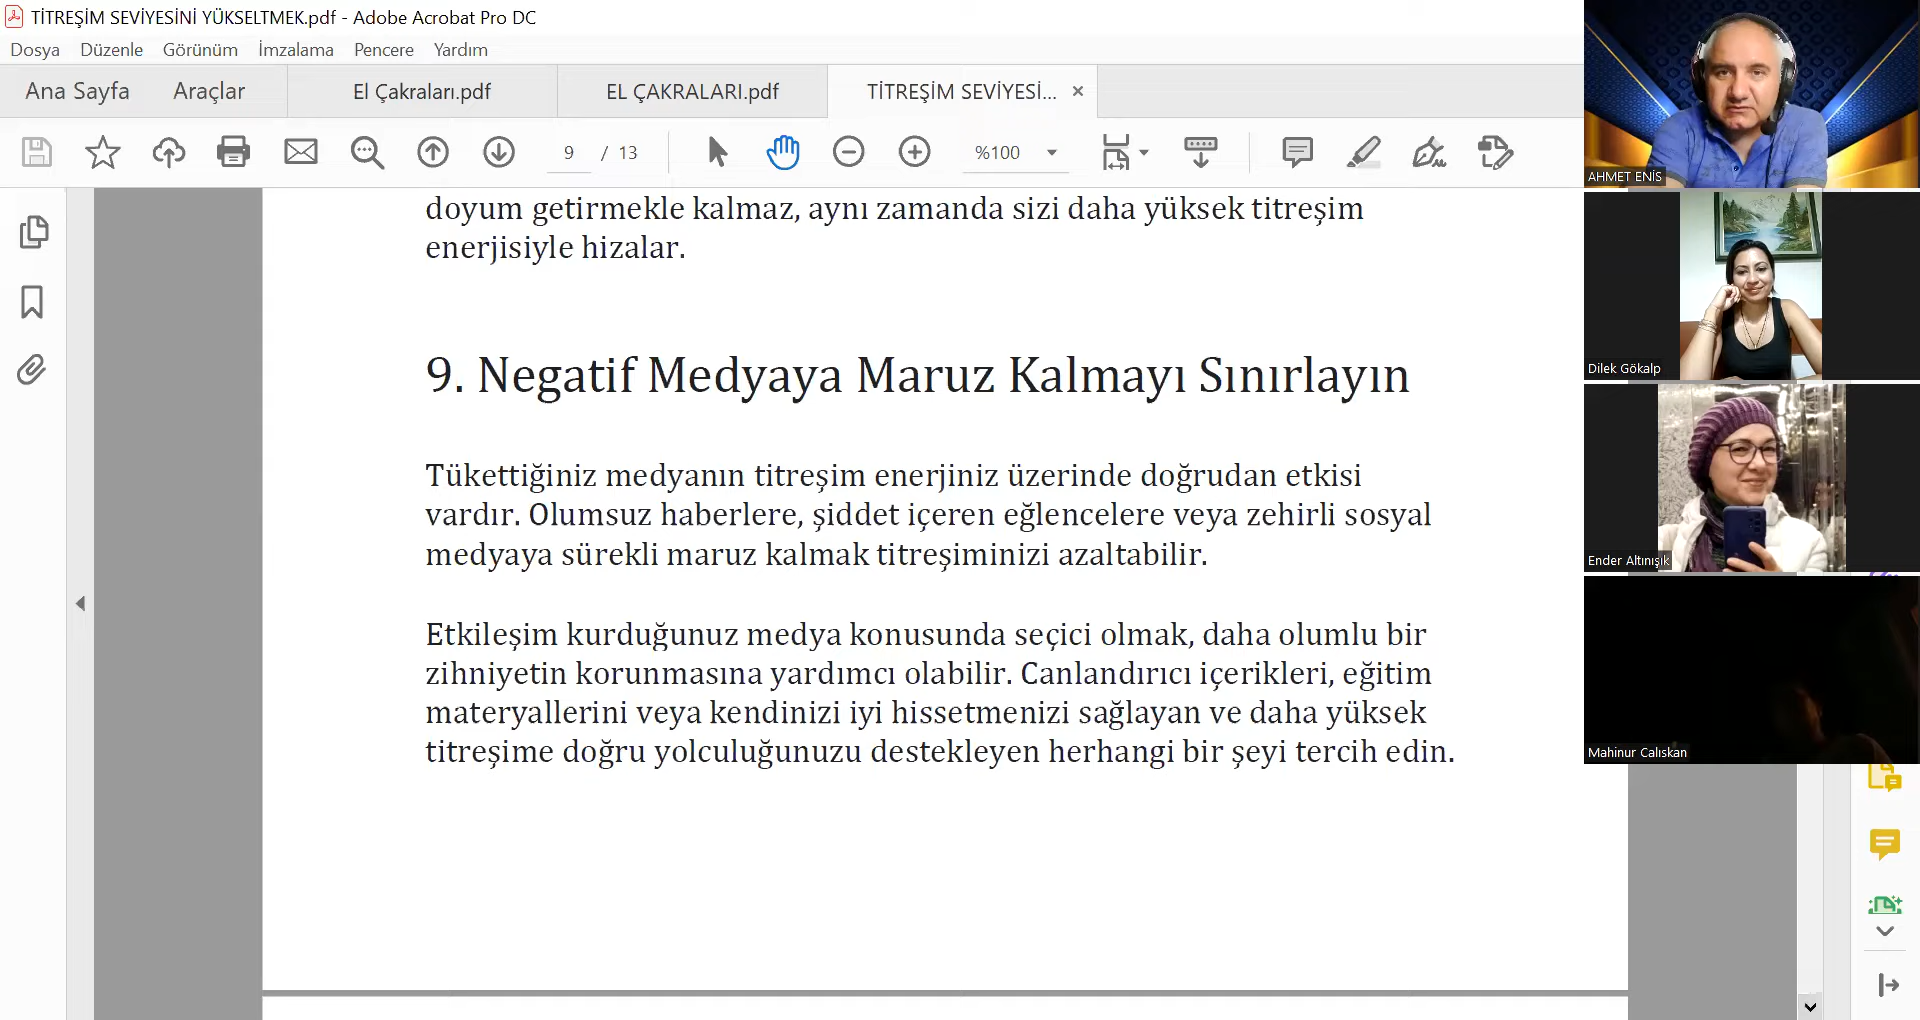 TİTREŞİM SEVİYESİNİ YÜKSELTMEK.pdf - Adobe Acrobat Pro DC
Dosya Düzenle Görünüm İmzalama Pencere Yardım
Ana Sayfa Araçlar El Çakraları.pdf EL ÇAKRALARI.pdf TİTREŞİM SEVİYESİ... ×
9 / 13 %100
doyum getirmekle kalmaz, aynı zamanda sizi daha yüksek titreşim
enerjisiyle hizalar.
9. Negatif Medyaya Maruz Kalmayı Sınırlayın
Tükettiğiniz medyanın titreşim enerjiniz üzerinde doğrudan etkisi
vardır. Olumsuz haberlere, şiddet içeren eğlencelere veya zehirli sosyal
medyaya sürekli maruz kalmak titreşiminizi azaltabilir.
Etkileşim kurduğunuz medya konusunda seçici olmak, daha olumlu bir
zihniyetin korunmasına yardımcı olabilir. Canlandırıcı içerikleri, eğitim
materyallerini veya kendinizi iyi hissetmenizi sağlayan ve daha yüksek
titreşime doğru yolculuğunuzu destekleyen herhangi bir şeyi tercih edin.
AHMET ENİS
Dilek Gökalp
Ender Altınışık
Mahinur Calıskan